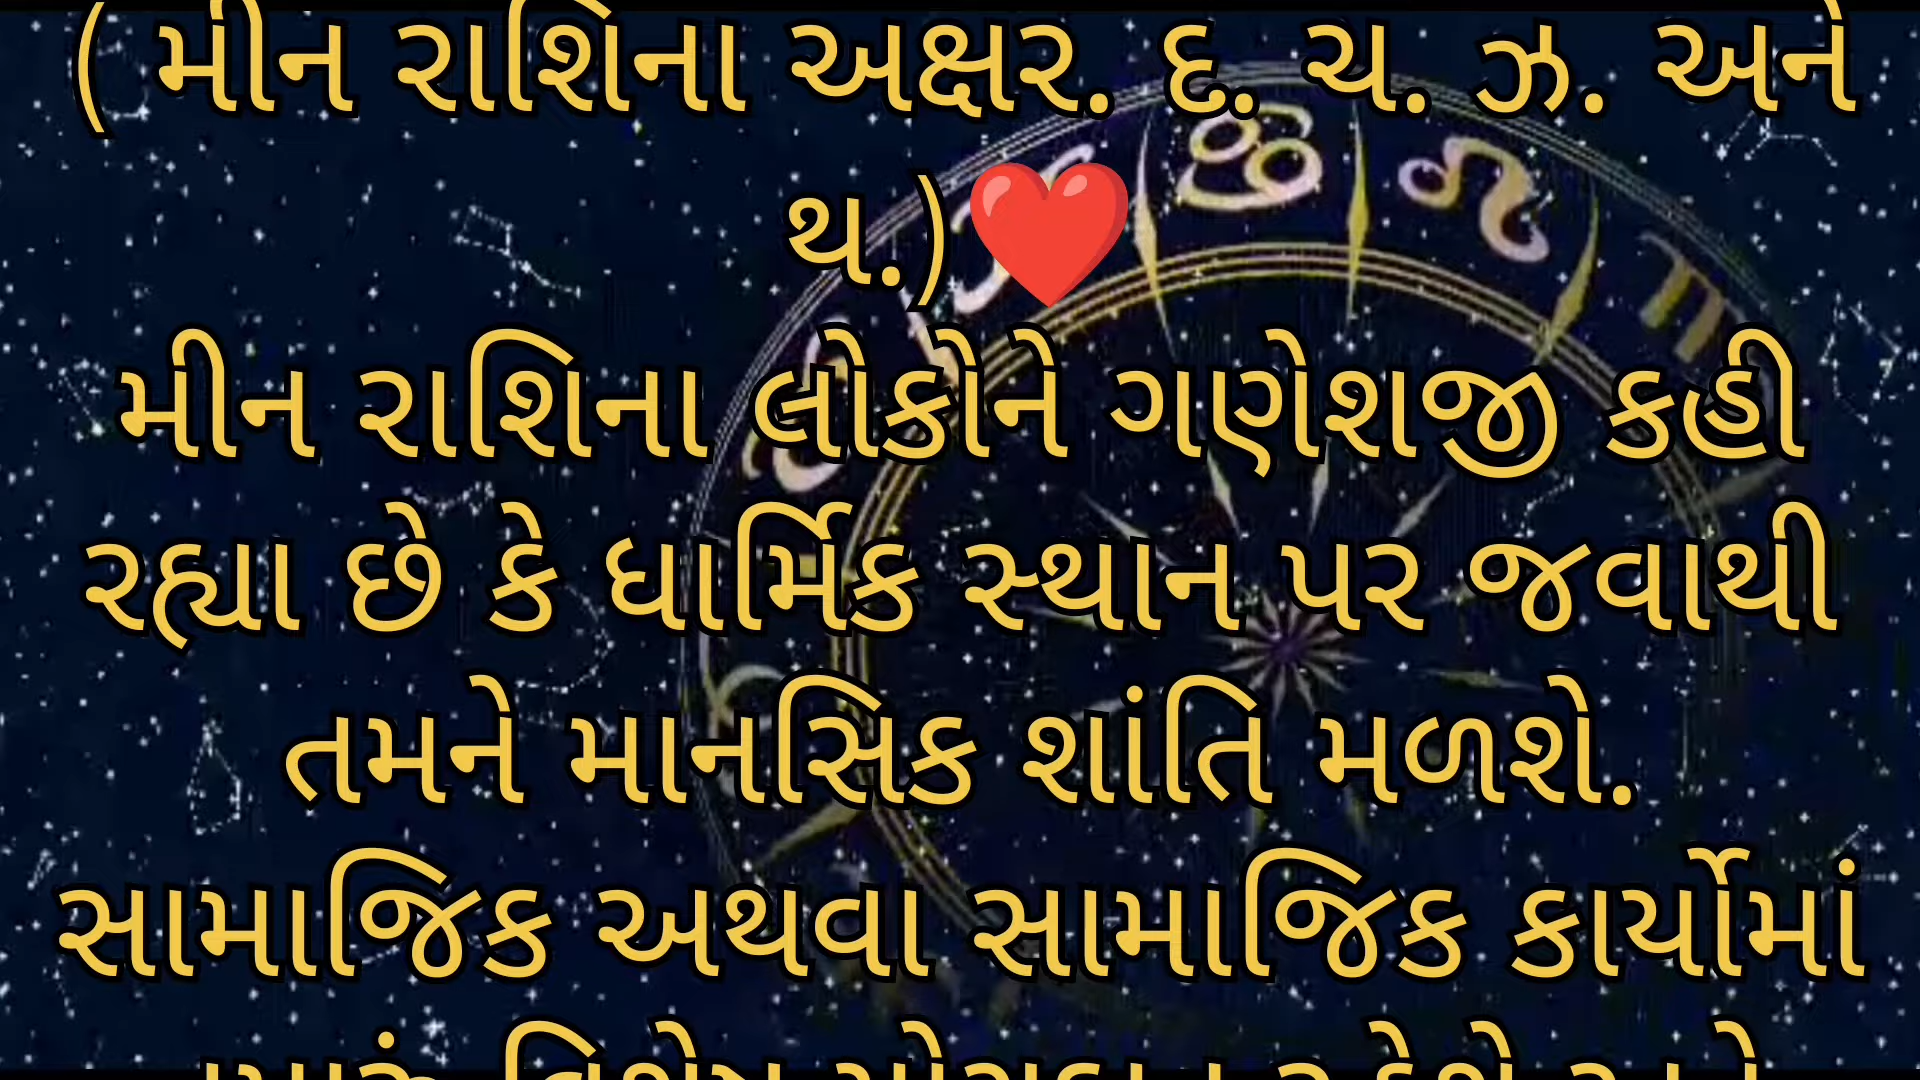 ( મીન રાશિના અક્ષર. દ. ચ. ઝ. અને
થ.)❤️
મીન રાશિના લોકોને ગણેશજી કહી
રહ્યા છે કે ધાર્મિક સ્થાન પર જવાથી
તમને માનસિક શાંતિ મળશે.
સામાજિક અથવા સામાજિક કાર્યોમાં